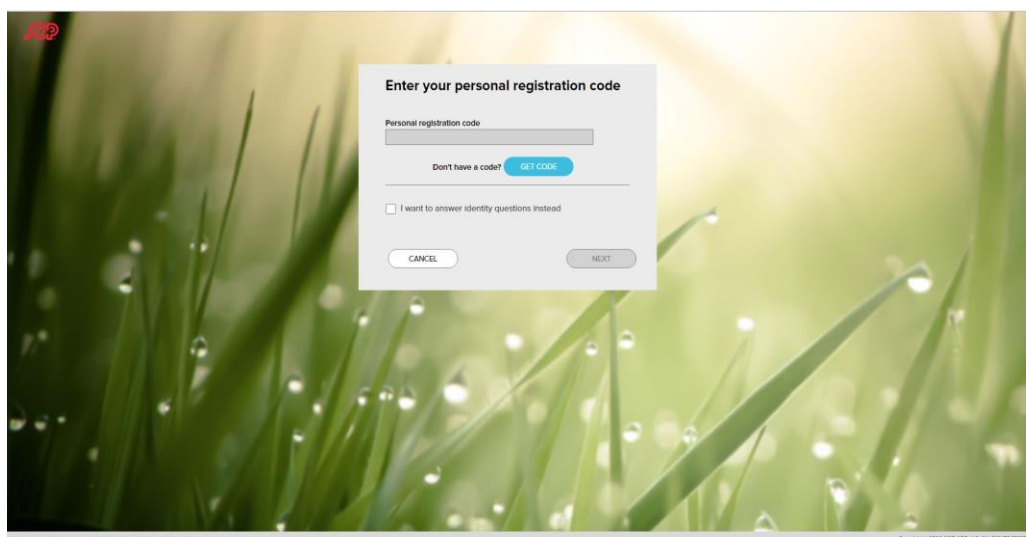 ADP
Enter your personal registration code
Personal registration code
Don't have a code? GET CODE
I want to answer identity questions instead
CANCEL NEXT